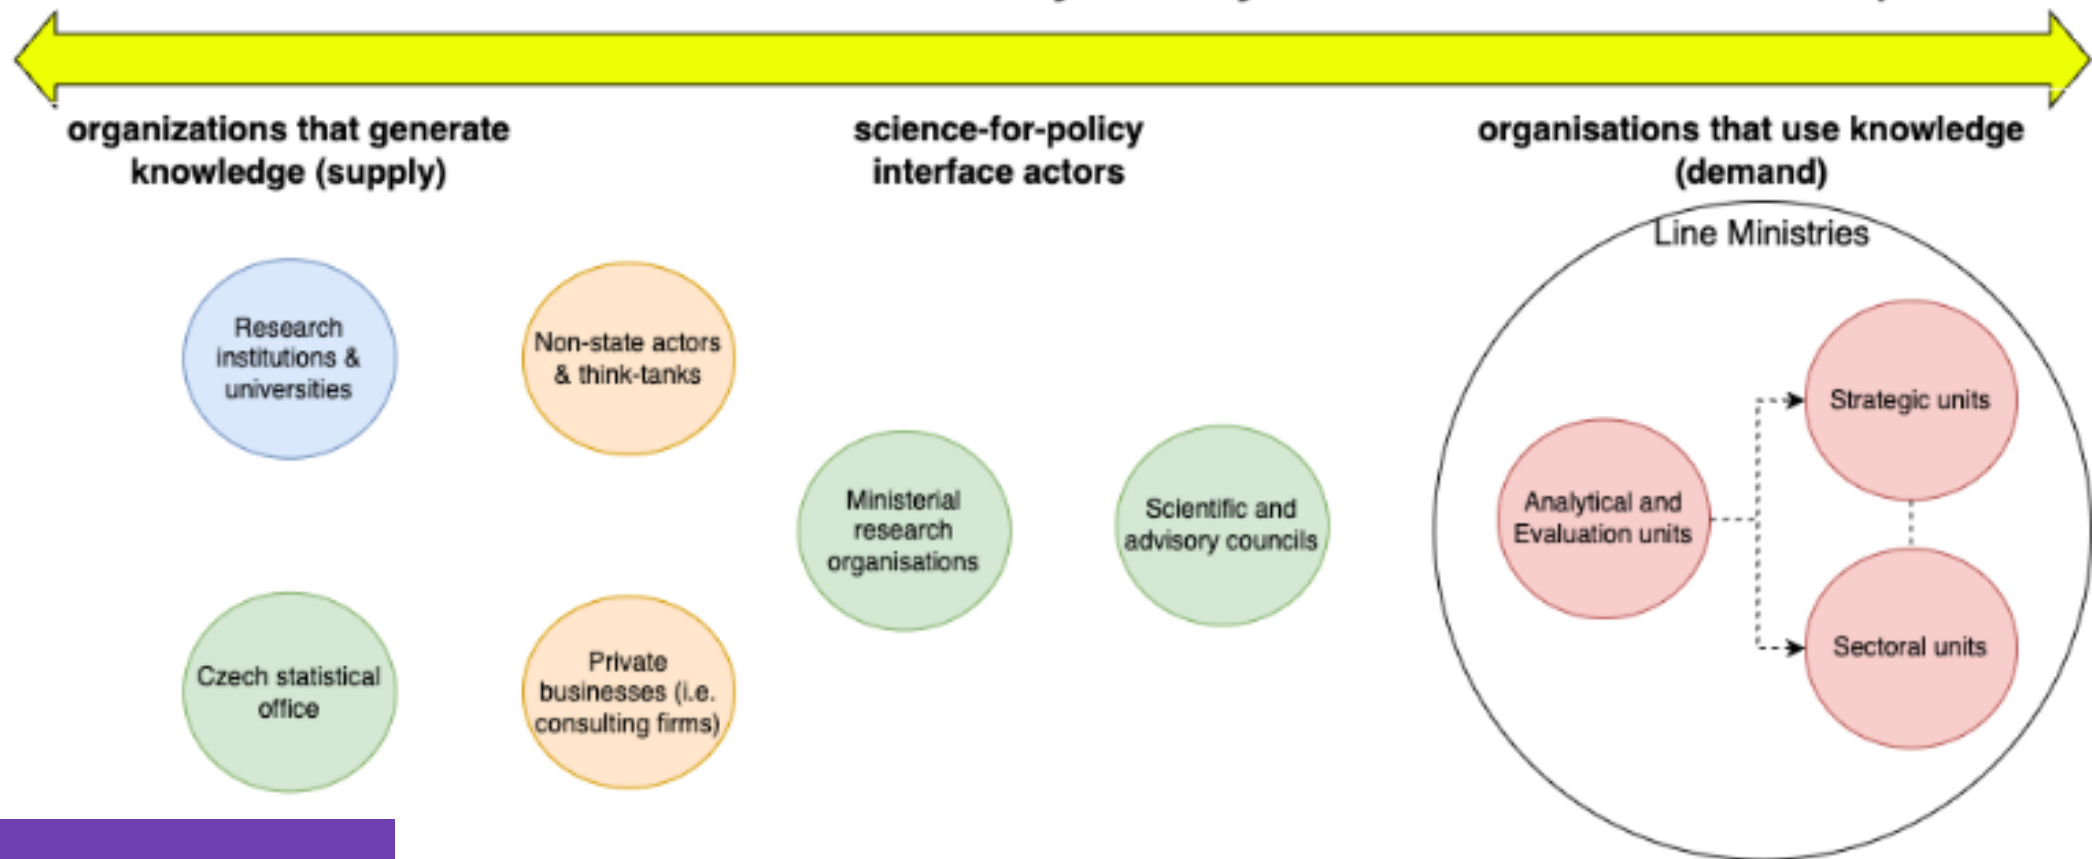 organizations that generate
knowledge (supply)
science-for-policy
interface actors
organisations that use knowledge
(demand)
Line Ministries
Research
institutions &
universities
Non-state actors
& think-tanks
Strategic units
Ministerial
research
organisations
Scientific and
advisory councils
Analytical and
Evaluation units
Czech statistical
office
Private
businesses (i.e.
consulting firms)
Sectoral units